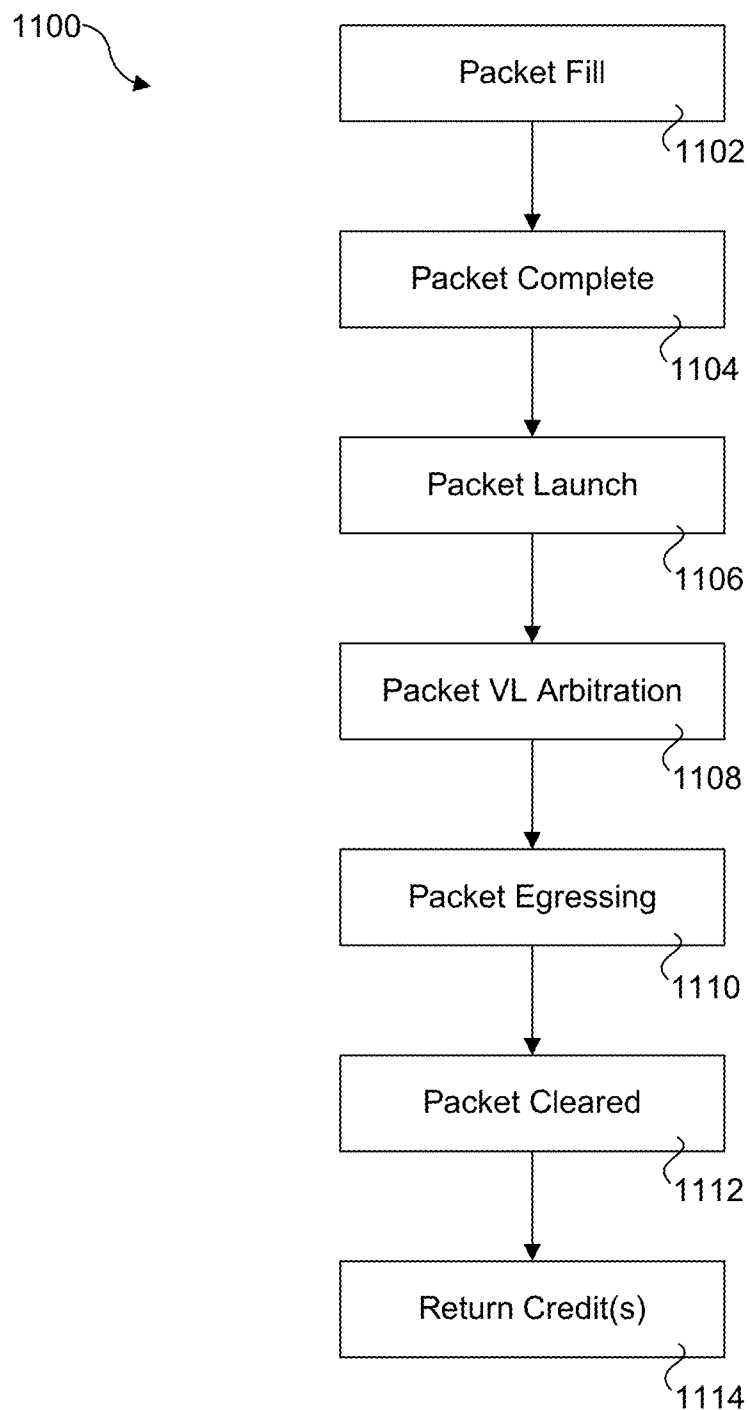 1100
Packet Fill
1102
Packet Complete
1104
Packet Launch
1106
Packet VL Arbitration
1108
Packet Egressing
1110
Packet Cleared
1112
Return Credit(s)
1114